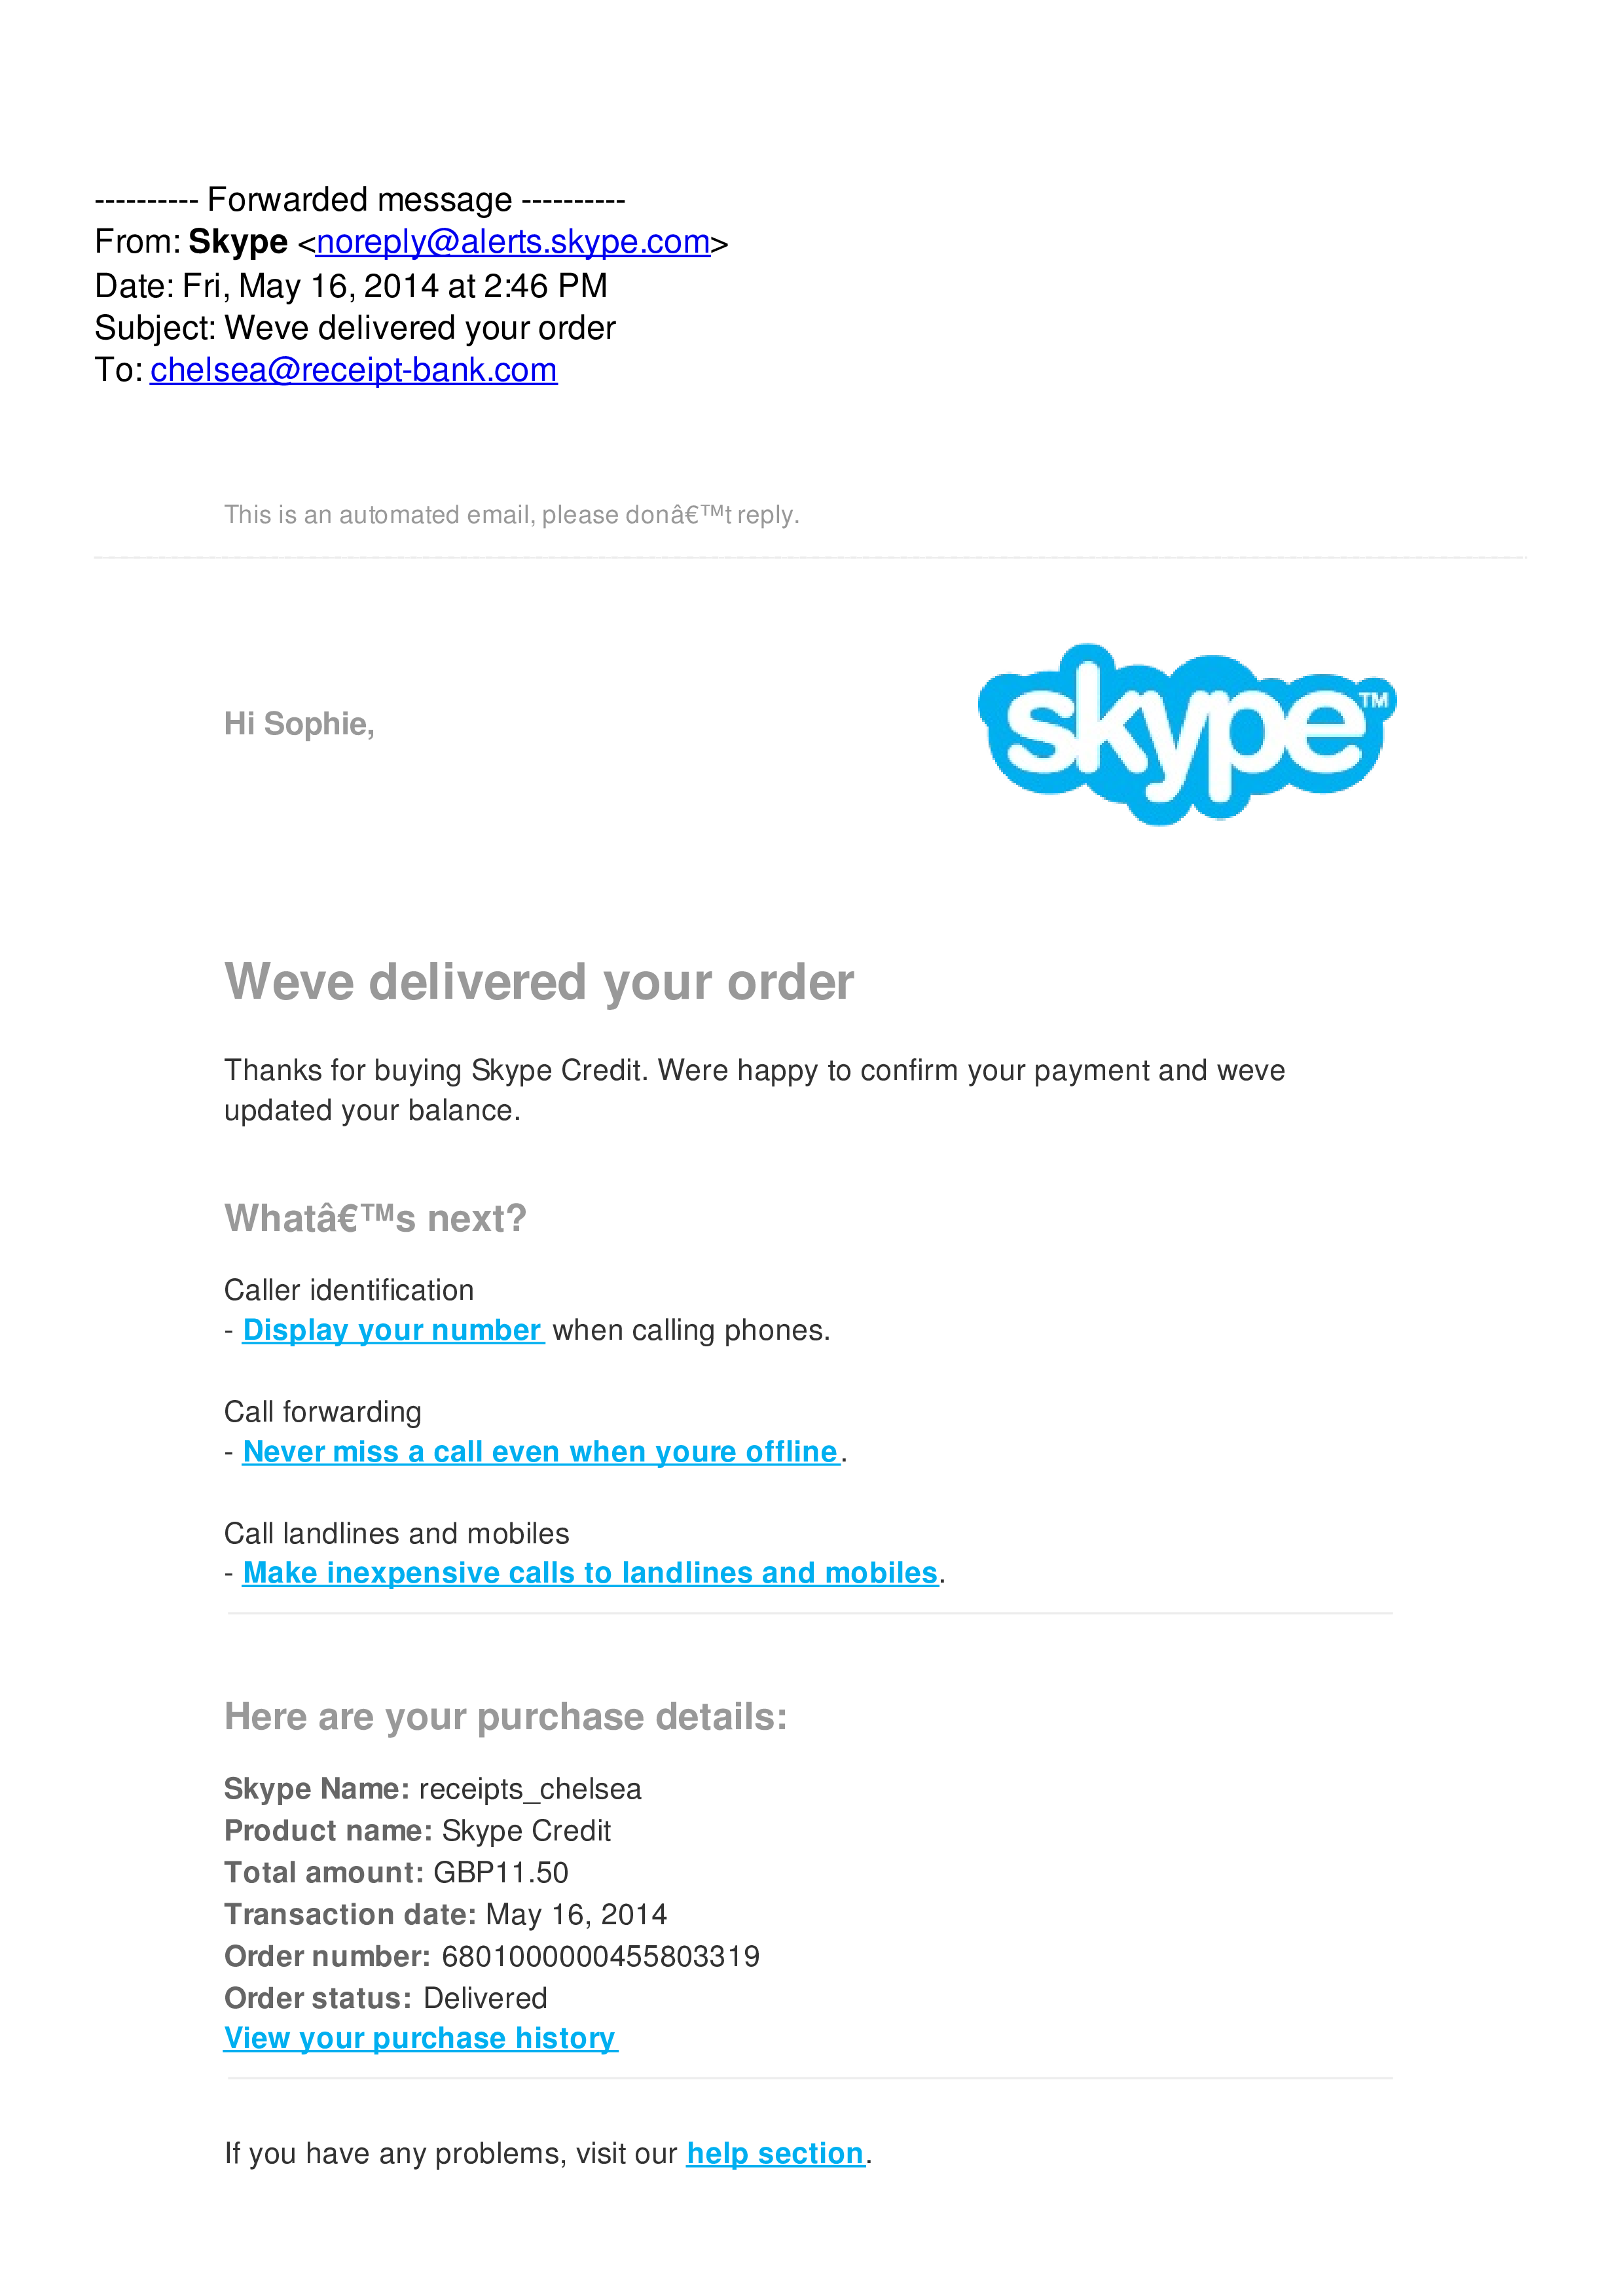 ---------- Forwarded message ----------
From: Skype <noreply@alerts.skype.com>
Date: Fri, May 16, 2014 at 2:46 PM
Subject: Weve delivered your order
To: chelsea@receipt-bank.com
This is an automated email, please donâ€™t reply.
Hi Sophie,
skype™
Weve delivered your order
Thanks for buying Skype Credit. Were happy to confirm your payment and weve
updated your balance.
Whatâ€™s next?
Caller identification
- Display your number when calling phones.
Call forwarding
- Never miss a call even when youre offline.
Call landlines and mobiles
- Make inexpensive calls to landlines and mobiles.
Here are your purchase details:
Skype Name: receipts_chelsea
Product name: Skype Credit
Total amount: GBP11.50
Transaction date: May 16, 2014
Order number: 6801000000455803319
Order status: Delivered
View your purchase history
If you have any problems, visit our help section.